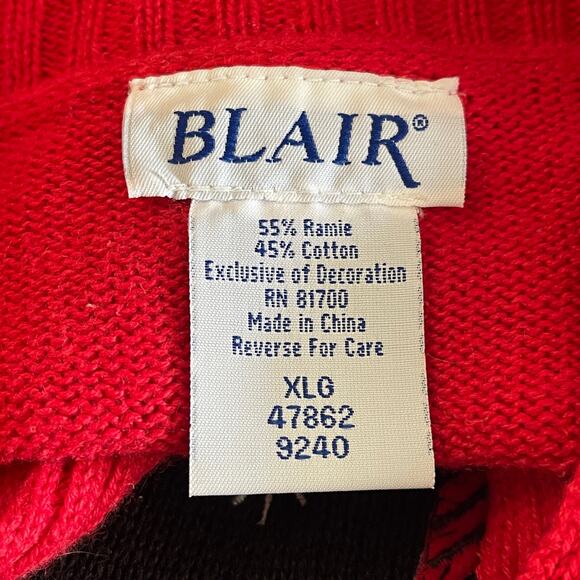 BLAIR®
55% Ramie
45% Cotton
Exclusive of Decoration
RN 81700
Made in China
Reverse For Care
XLG
47862
9240